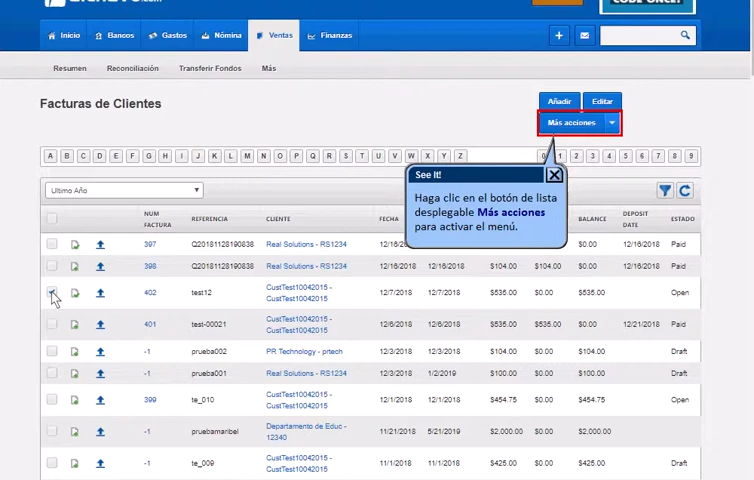 CODE ONCE!
Inicio Bancos Gastos Nómina Ventas Finanzas
Resumen Reconciliación Transferir Fondos Más
Facturas de Clientes
Añadir Editar
Más acciones
A B C D E F G H I J K L M N O P Q R S T U V W X Y Z 0 1 2 3 4 5 6 7 8 9
See It!
Haga clic en el botón de lista
desplegable Más acciones
para activar el menú.
Ultimo Año
NUM FACTURA REFERENCIA CLIENTE FECHA BALANCE DEPOSIT DATE ESTADO
397 Q20181128190838 Real Solutions - RS1234 $0.00 12/16/2018 Paid
398 Q20181128190838 Real Solutions - RS1234 12/16/2018 12/16/2018 $104.00 $104.00 $0.00 12/16/2018 Paid
402 test12 CustTest10042015 - CustTest10042015 12/7/2018 12/7/2018 $535.00 $0.00 $535.00 Open
401 test-00021 CustTest10042015 - CustTest10042015 12/6/2018 12/6/2018 $535.00 $535.00 $0.00 12/21/2018 Paid
-1 prueba002 PR Technology - prtech 12/3/2018 12/3/2018 $104.00 $0.00 $104.00 Draft
-1 prueba001 Real Solutions - RS1234 12/3/2018 1/2/2019 $100.00 $0.00 $100.00 Draft
399 te_010 CustTest10042015 - CustTest10042015 12/1/2018 12/1/2018 $454.75 $0.00 $454.75 Open
-1 pruebamaribel Departamento de Educ - 12340 11/21/2018 5/21/2019 $2,000.00 $0.00 $2,000.00 Draft
-1 te_009 CustTest10042015 - CustTest10042015 11/1/2018 11/1/2018 $425.00 $0.00 $425.00 Draft